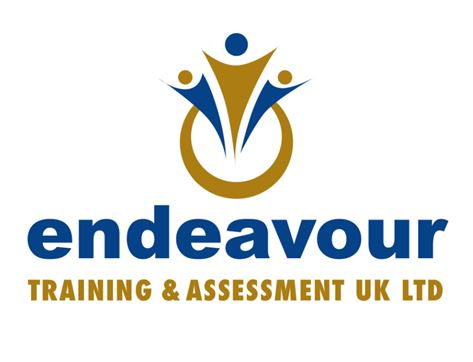 endeavour
TRAINING & ASSESSMENT UK LTD